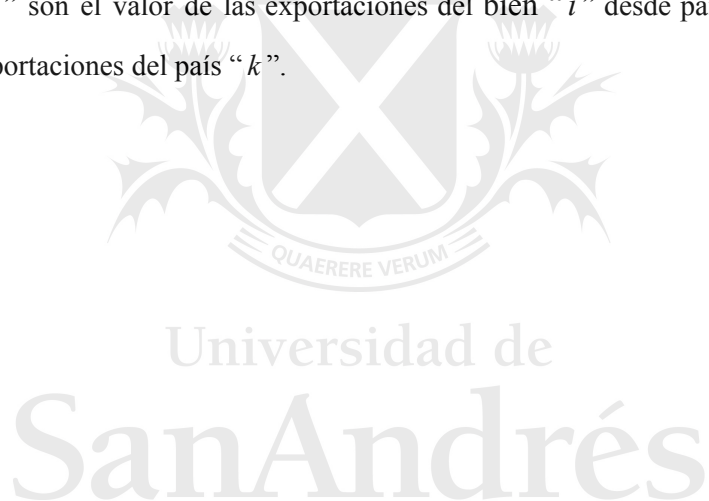 ” son el valor de las exportaciones del bien “i” desde pa
portaciones del país “k”.
QUAERERE VERUM
Universidad de
SanAndrés